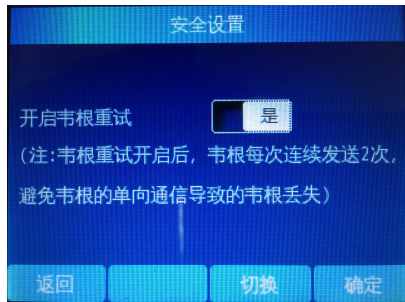 安全设置
开启韦根重试 是
(注:韦根重试开启后,韦根每次连续发送2次,
避免韦根的单向通信导致的韦根丢失)
返回 切换 确定